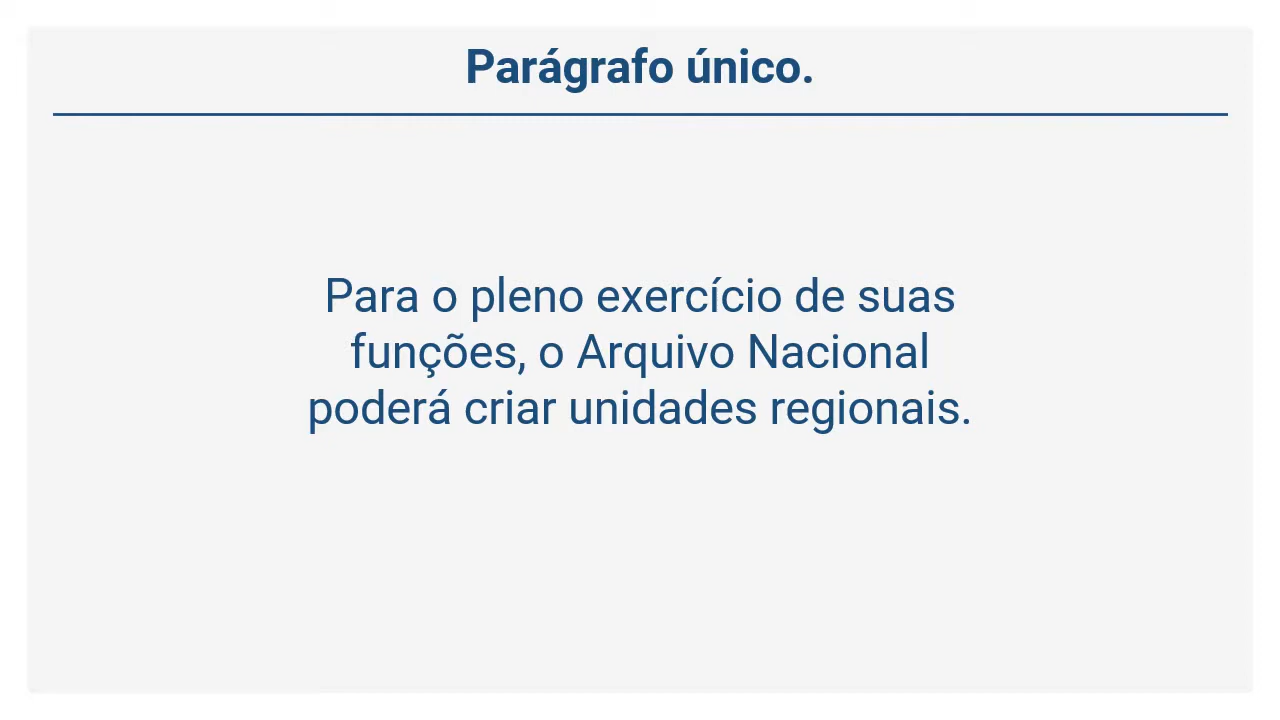 Parágrafo único.
Para o pleno exercício de suas
funções, o Arquivo Nacional
poderá criar unidades regionais.